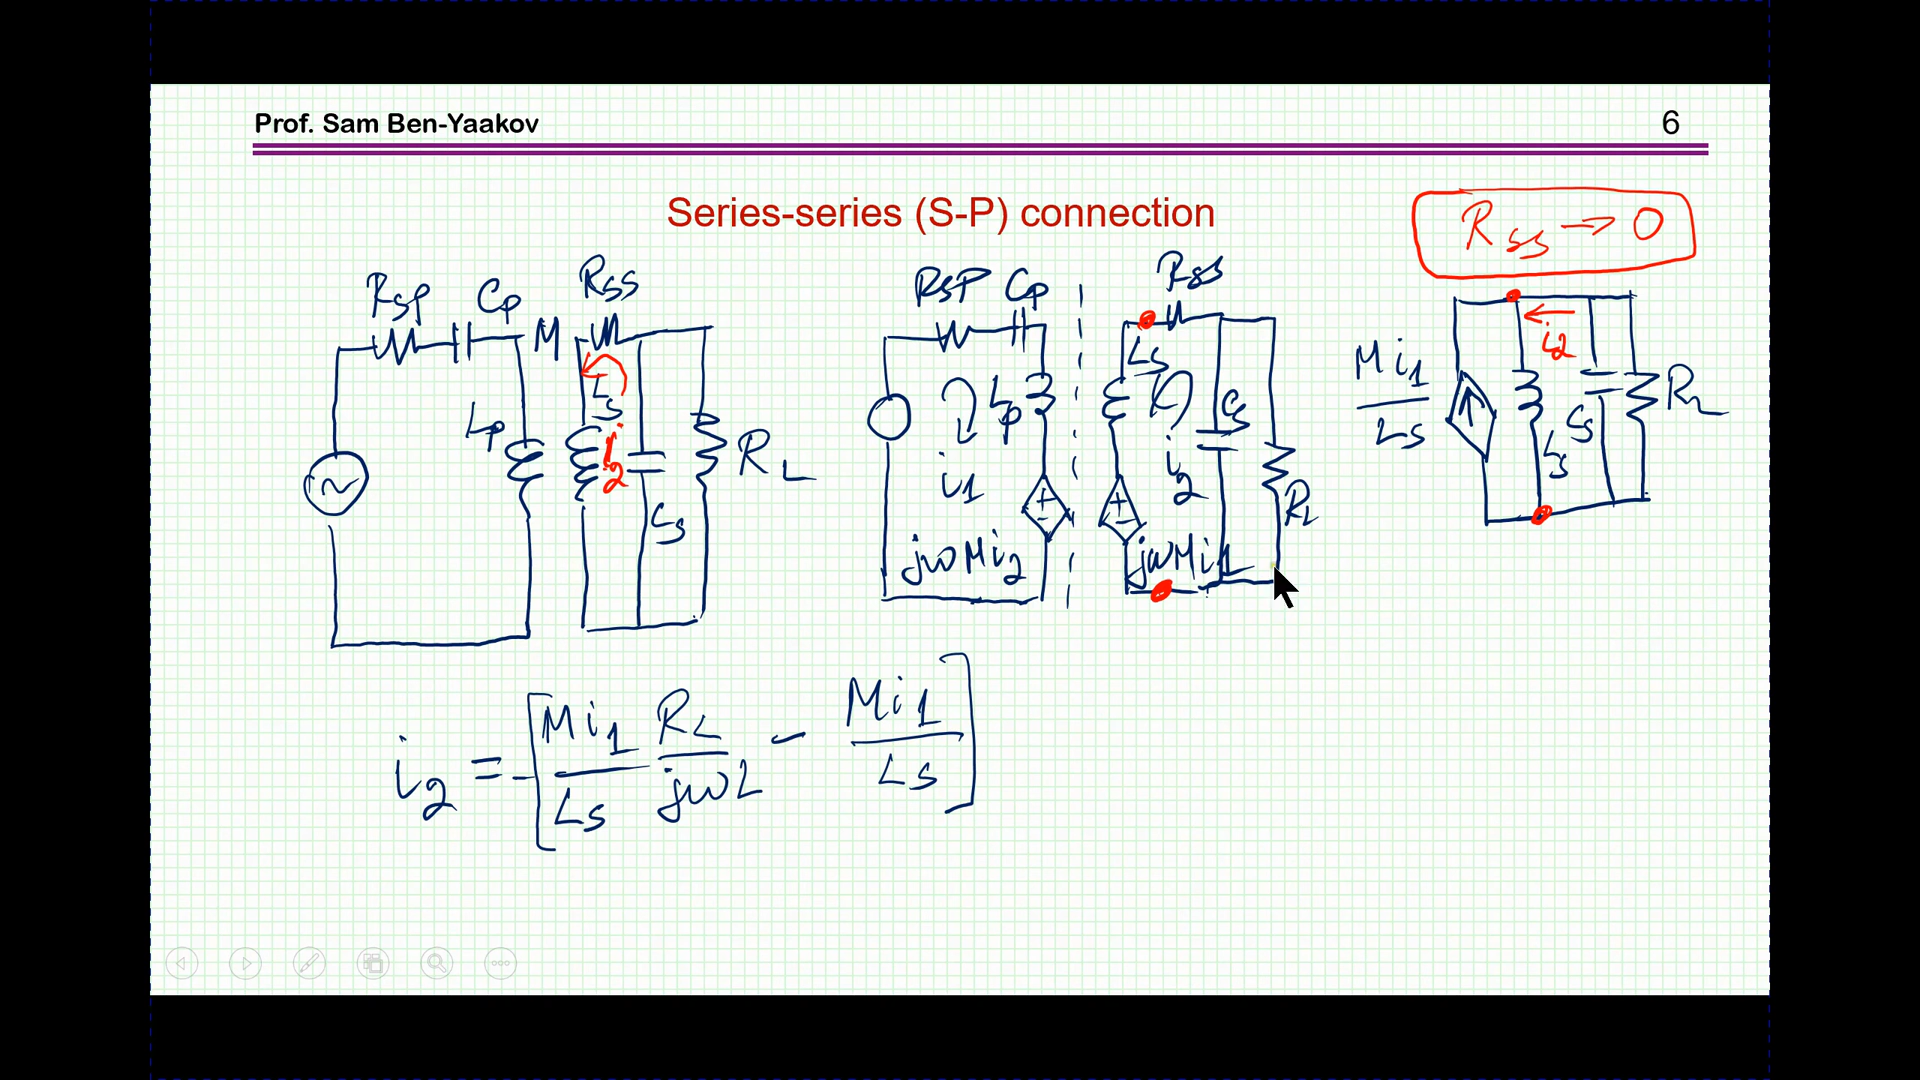 Prof. Sam Ben-Yaakov
6
Series-series (S-P) connection
Rss → 0
Rsp Cp M Rss
Lp Ls i2 Cs RL
Rsp Cp Rss
Lp i1 jωMi2
Ls i2 Cs RL jωMi1
Mi1 / Ls
i2 Ls Cs RL
i2 = -[ Mi1 / Ls RL / jωL - Mi1 / Ls ]